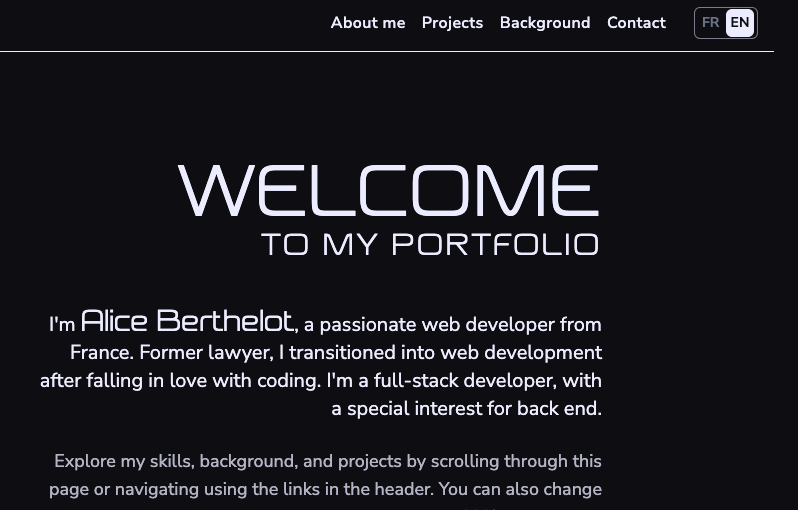 About me Projects Background Contact FR EN
WELCOME
TO MY PORTFOLIO
I'm Alice Berthelot, a passionate web developer from
France. Former lawyer, I transitioned into web development
after falling in love with coding. I'm a full-stack developer, with
a special interest for back end.
Explore my skills, background, and projects by scrolling through this
page or navigating using the links in the header. You can also change